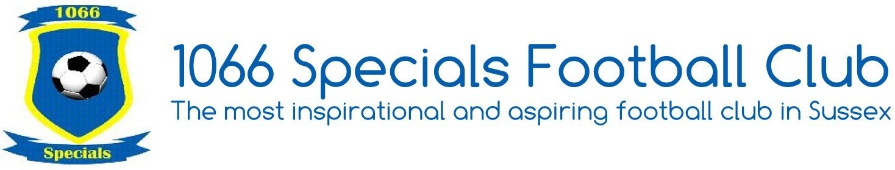 1066
Specials
1066 Specials Football Club
The most inspirational and aspiring football club in Sussex